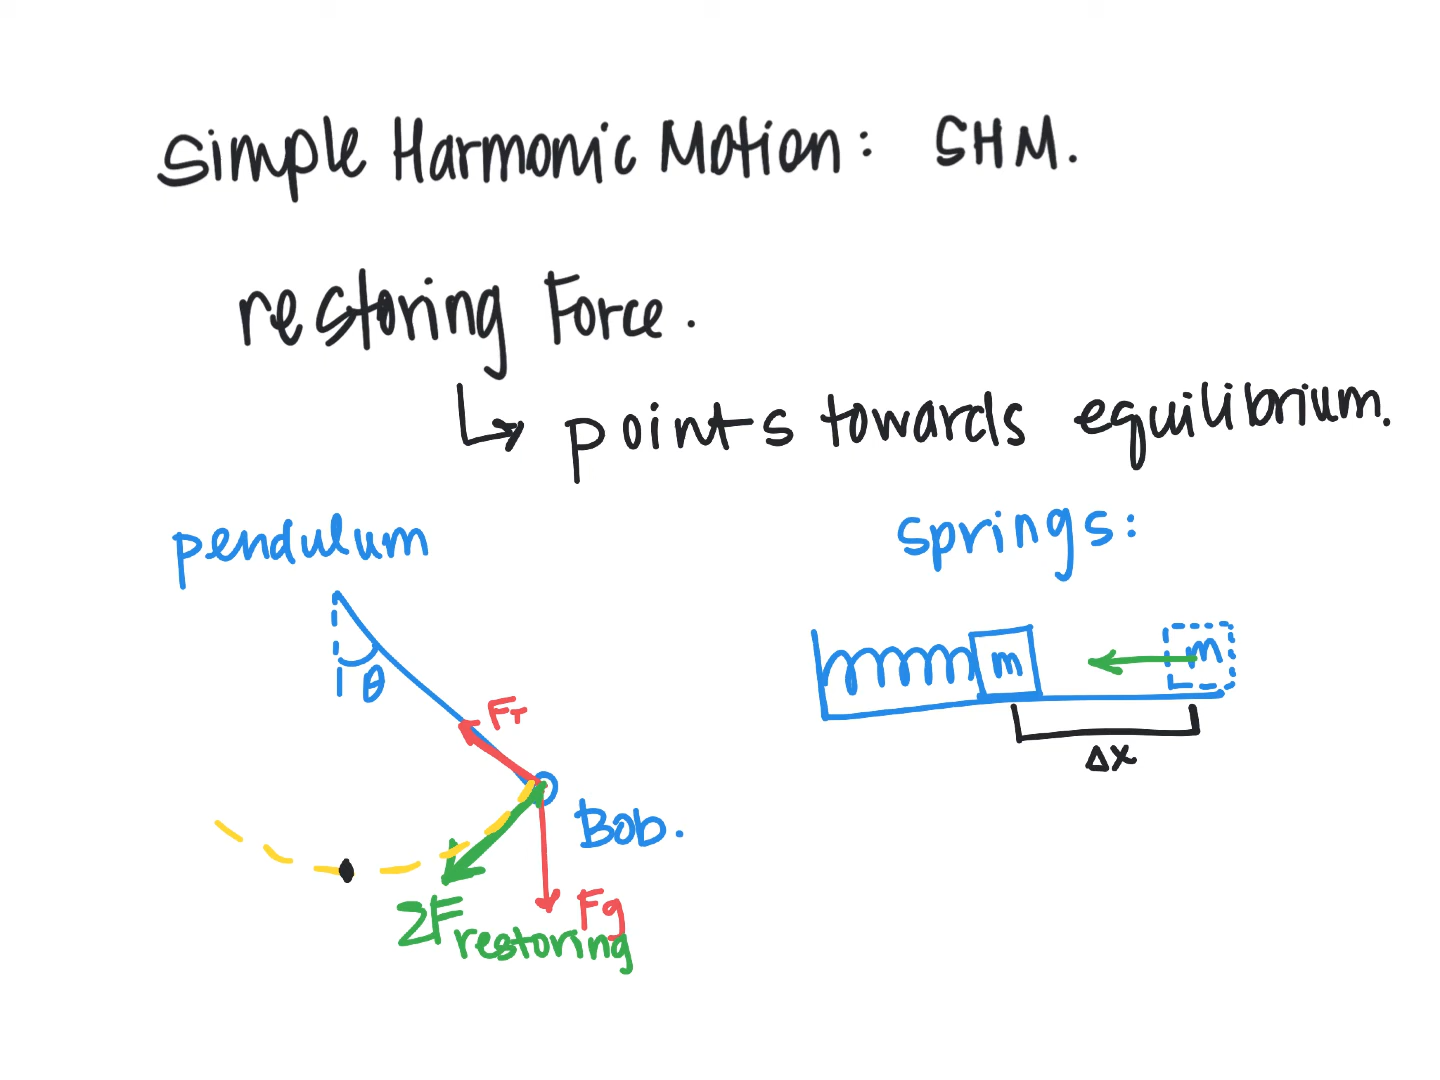 Simple Harmonic Motion: SHM.
restoring Force.
↳ points towards equilibrium.
pendulum
θ
FT
Bob.
Fg
ΣFrestoring
springs:
m
m
Δx